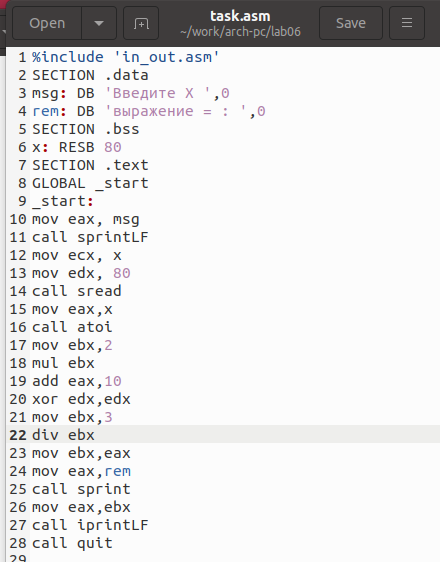 Open
task.asm
~/work/arch-pc/lab06
Save
1 %include 'in_out.asm'
2 SECTION .data
3 msg: DB 'Введите X ',0
4 rem: DB 'выражение = : ',0
5 SECTION .bss
6 x: RESB 80
7 SECTION .text
8 GLOBAL _start
9 _start:
10 mov eax, msg
11 call sprintLF
12 mov ecx, x
13 mov edx, 80
14 call sread
15 mov eax,x
16 call atoi
17 mov ebx,2
18 mul ebx
19 add eax,10
20 xor edx,edx
21 mov ebx,3
22 div ebx
23 mov ebx,eax
24 mov eax,rem
25 call sprint
26 mov eax,ebx
27 call iprintLF
28 call quit
29